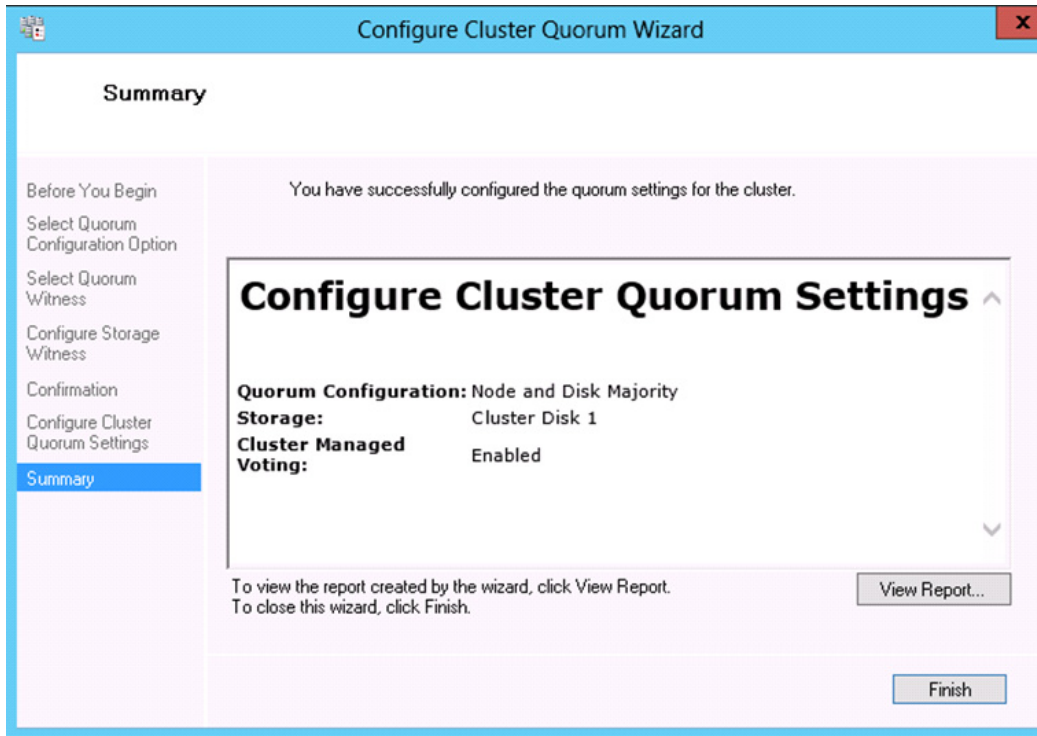 Configure Cluster Quorum Wizard
x
Summary
Before You Begin
Select Quorum
Configuration Option
Select Quorum
Witness
Configure Storage
Witness
Confirmation
Configure Cluster
Quorum Settings
Summary
You have successfully configured the quorum settings for the cluster.
Configure Cluster Quorum Settings
Quorum Configuration: Node and Disk Majority
Storage: Cluster Disk 1
Cluster Managed
Voting: Enabled
To view the report created by the wizard, click View Report.
To close this wizard, click Finish.
View Report...
Finish